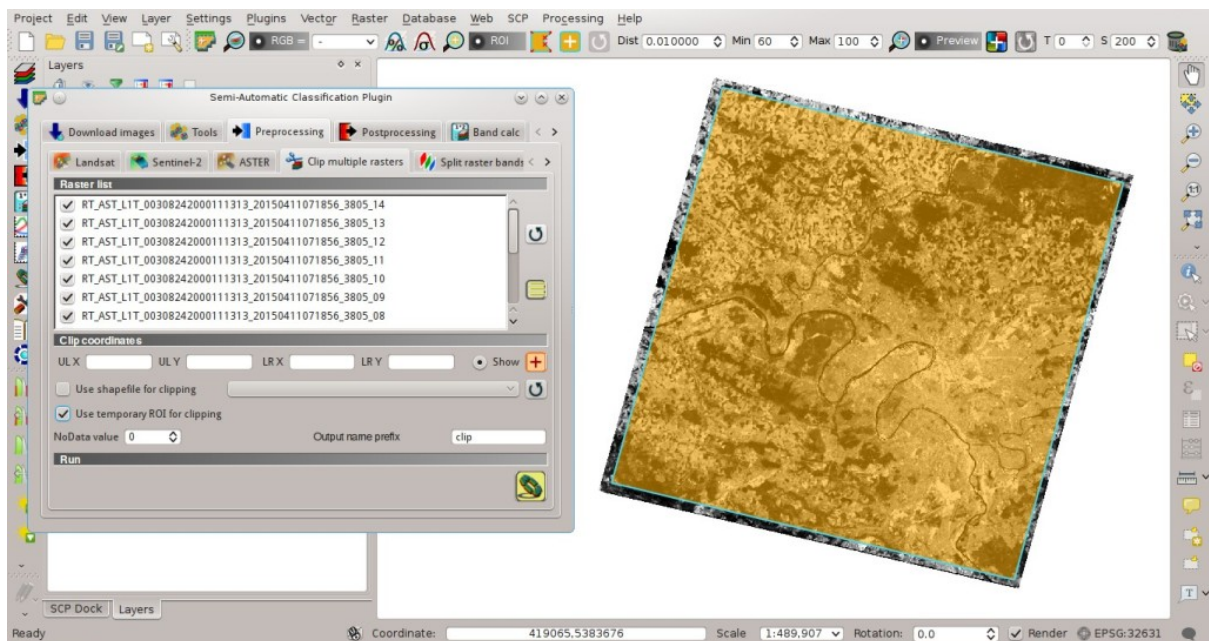 Project Edit View Layer Settings Plugins Vector Raster Database Web SCP Processing Help
RGB = - ROI Dist 0.010000 Min 60 Max 100 Preview T 0 S 200
Layers
Semi-Automatic Classification Plugin
Download images Tools Preprocessing Postprocessing Band calc
Landsat Sentinel-2 ASTER Clip multiple rasters Split raster bands
Raster list
RT_AST_L1T_00308242000111313_20150411071856_3805_14
RT_AST_L1T_00308242000111313_20150411071856_3805_13
RT_AST_L1T_00308242000111313_20150411071856_3805_12
RT_AST_L1T_00308242000111313_20150411071856_3805_11
RT_AST_L1T_00308242000111313_20150411071856_3805_10
RT_AST_L1T_00308242000111313_20150411071856_3805_09
RT_AST_L1T_00308242000111313_20150411071856_3805_08
Clip coordinates
UL X UL Y LR X LR Y Show
Use shapefile for clipping
Use temporary ROI for clipping
NoData value 0 Output name prefix clip
Run
SCP Dock Layers
Ready Coordinate: 419065.5383676 Scale 1:489,907 Rotation: 0.0 Render EPSG:32631